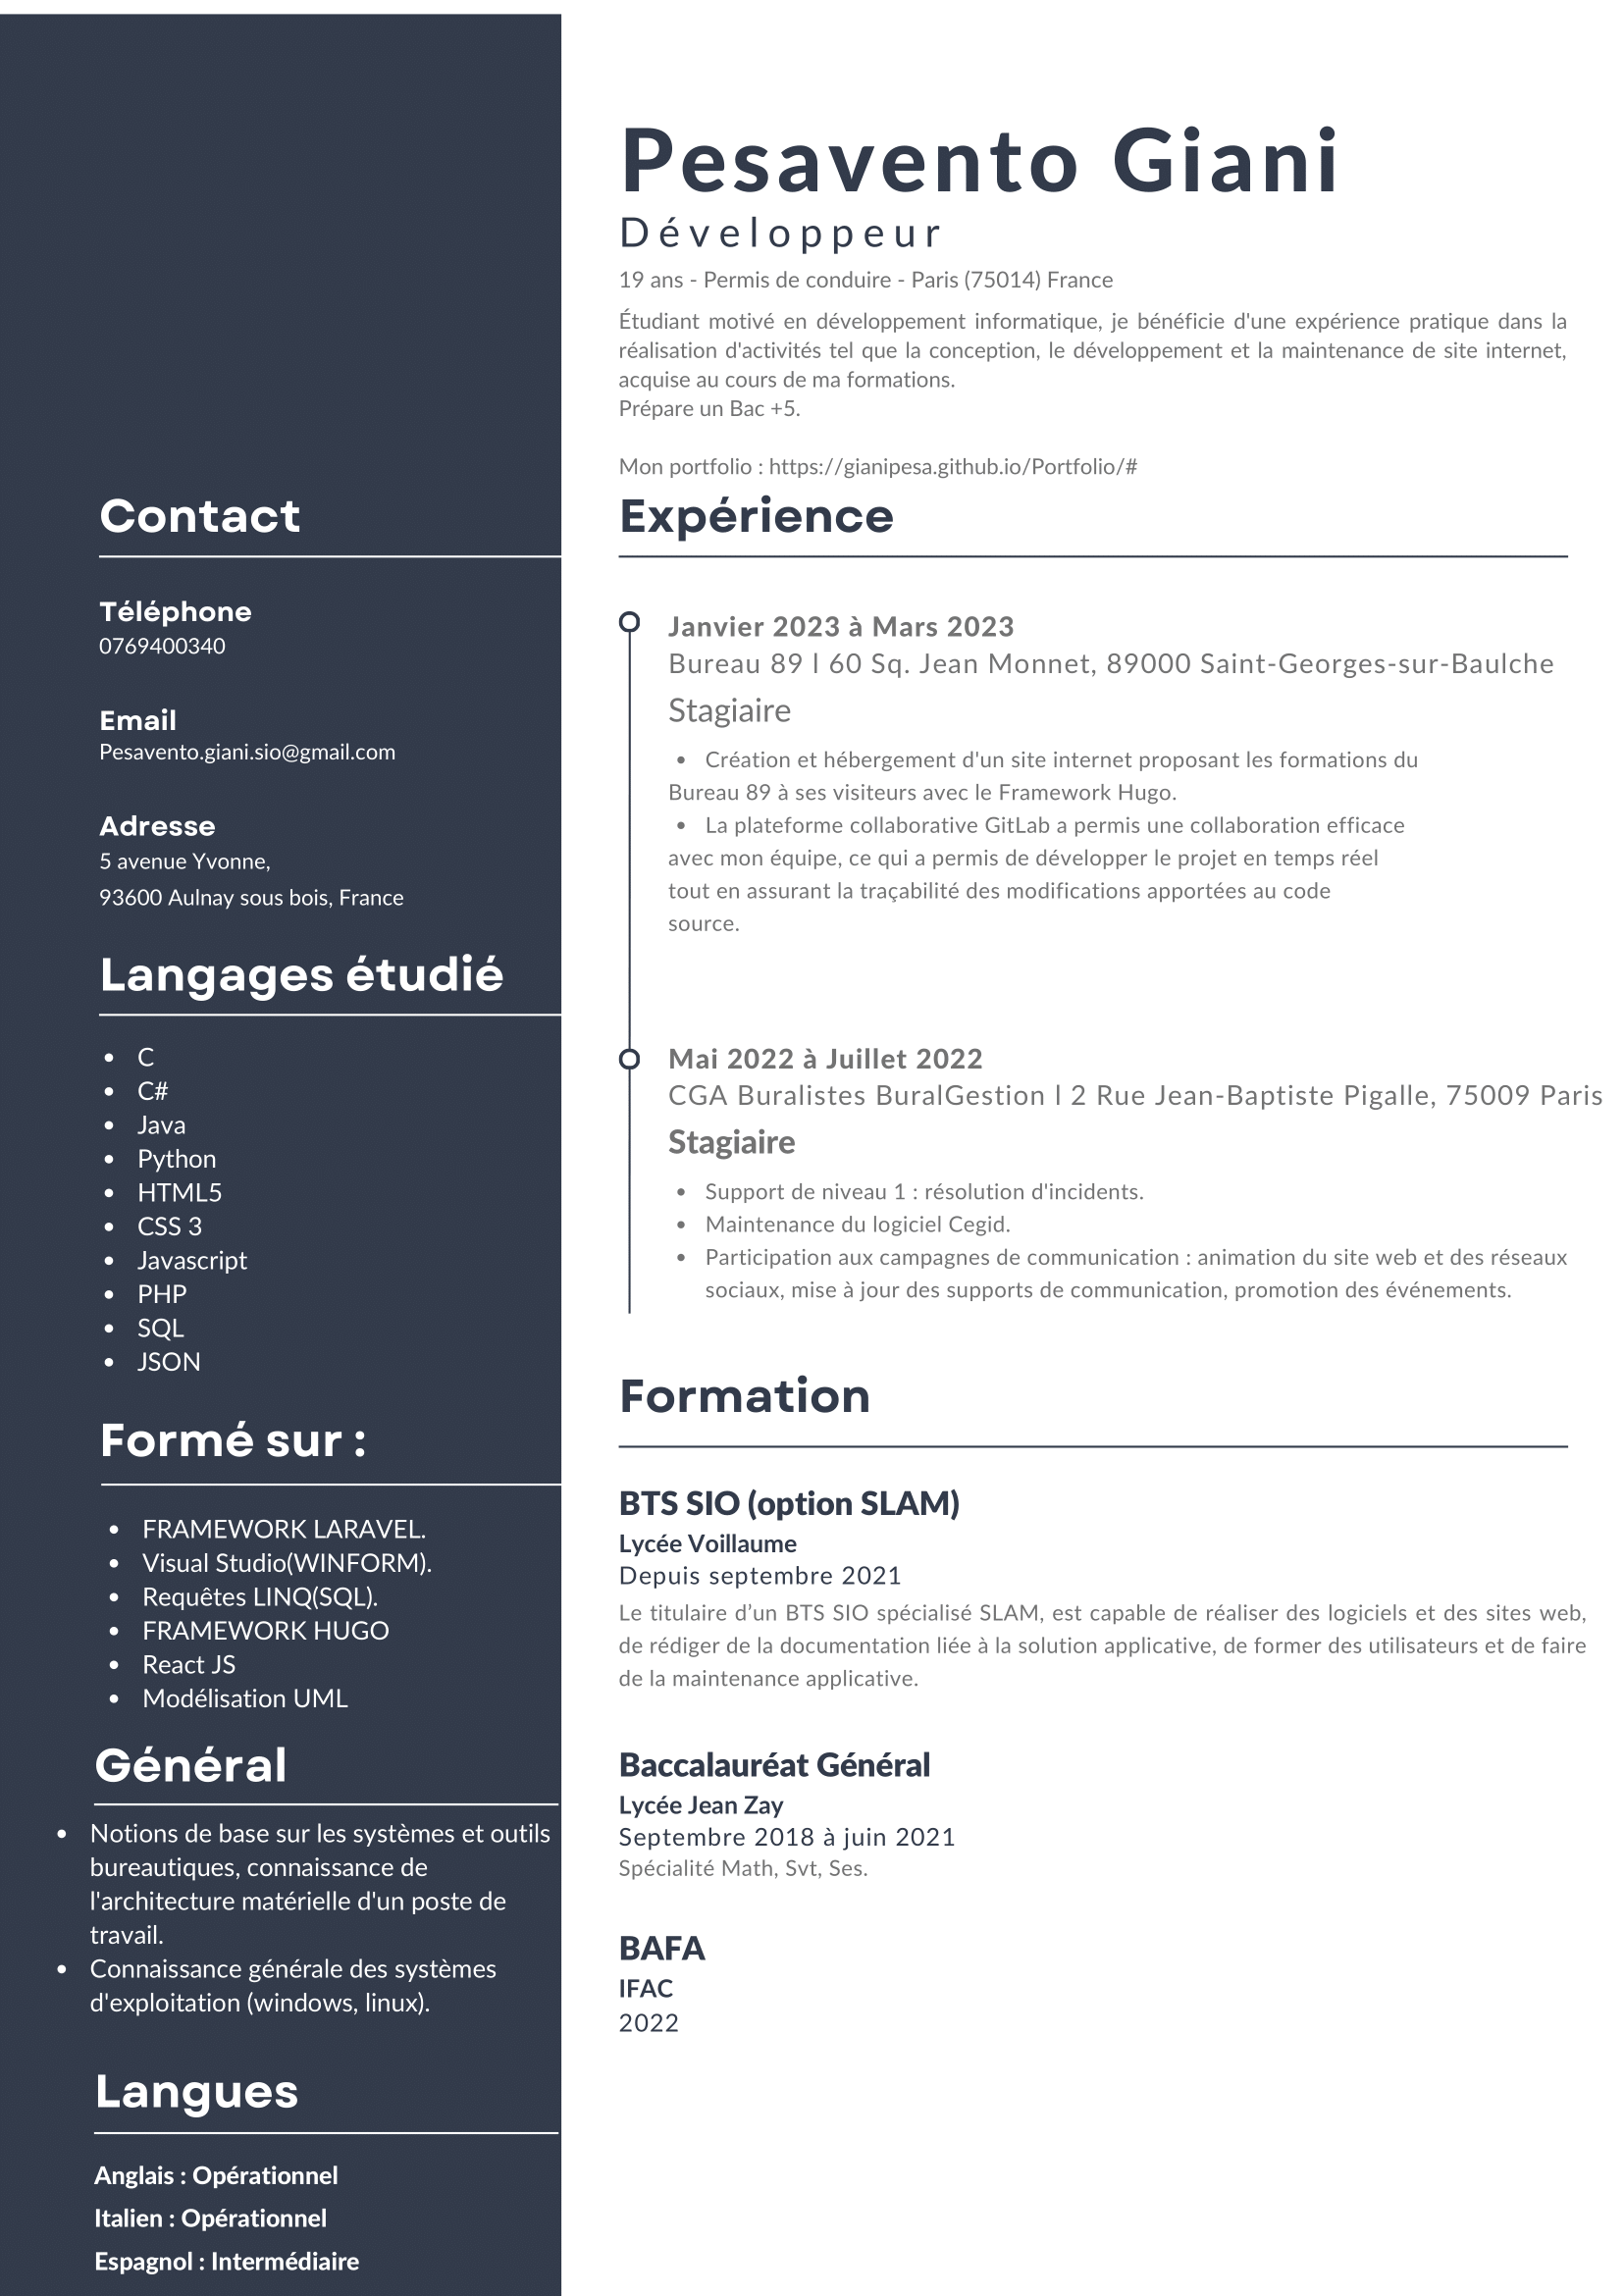 Pesavento Giani
Développeur
19 ans - Permis de conduire - Paris (75014) France
Étudiant motivé en développement informatique, je bénéficie d'une expérience pratique dans la
réalisation d'activités tel que la conception, le développement et la maintenance de site internet,
acquise au cours de ma formations.
Prépare un Bac +5.
Mon portfolio : https://gianipesa.github.io/Portfolio/#
Contact
Téléphone
0769400340
Email
Pesavento.giani.sio@gmail.com
Adresse
5 avenue Yvonne,
93600 Aulnay sous bois, France
Langages étudié
• C
• C#
• Java
• Python
• HTML5
• CSS 3
• Javascript
• PHP
• SQL
• JSON
Formé sur :
• FRAMEWORK LARAVEL.
• Visual Studio(WINFORM).
• Requêtes LINQ(SQL).
• FRAMEWORK HUGO
• React JS
• Modélisation UML
Général
• Notions de base sur les systèmes et outils
bureautiques, connaissance de
l'architecture matérielle d'un poste de
travail.
• Connaissance générale des systèmes
d'exploitation (windows, linux).
Langues
Anglais : Opérationnel
Italien : Opérationnel
Espagnol : Intermédiaire
Expérience
Janvier 2023 à Mars 2023
Bureau 89 l 60 Sq. Jean Monnet, 89000 Saint-Georges-sur-Baulche
Stagiaire
• Création et hébergement d'un site internet proposant les formations du
Bureau 89 à ses visiteurs avec le Framework Hugo.
• La plateforme collaborative GitLab a permis une collaboration efficace
avec mon équipe, ce qui a permis de développer le projet en temps réel
tout en assurant la traçabilité des modifications apportées au code
source.
Mai 2022 à Juillet 2022
CGA Buralistes BuralGestion l 2 Rue Jean-Baptiste Pigalle, 75009 Paris
Stagiaire
• Support de niveau 1 : résolution d'incidents.
• Maintenance du logiciel Cegid.
• Participation aux campagnes de communication : animation du site web et des réseaux
sociaux, mise à jour des supports de communication, promotion des événements.
Formation
BTS SIO (option SLAM)
Lycée Voillaume
Depuis septembre 2021
Le titulaire d’un BTS SIO spécialisé SLAM, est capable de réaliser des logiciels et des sites web,
de rédiger de la documentation liée à la solution applicative, de former des utilisateurs et de faire
de la maintenance applicative.
Baccalauréat Général
Lycée Jean Zay
Septembre 2018 à juin 2021
Spécialité Math, Svt, Ses.
BAFA
IFAC
2022